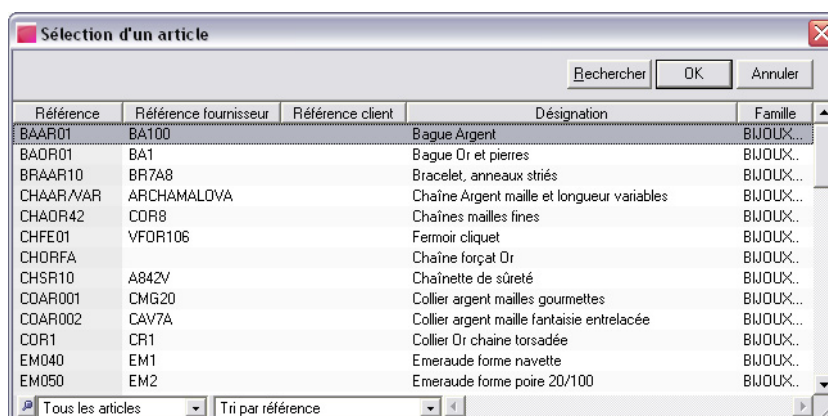 Sélection d'un article
Rechercher OK Annuler
Référence Référence fournisseur Référence client Désignation Famille
BAAR01 BA100 Bague Argent BIJOUX...
BAOR01 BA1 Bague Or et pierres BIJOUX..
BRAAR10 BR7A8 Bracelet, anneaux striés BIJOUX...
CHAAR/VAR ARCHAMALOVA Chaîne Argent maille et longueur variables BIJOUX...
CHAOR42 COR8 Chaînes mailles fines BIJOUX..
CHFE01 VFOR106 Fermoir cliquet BIJOUX..
CHORFA Chaîne forçat Or BIJOUX..
CHSR10 A842V Chaînette de sûreté BIJOUX..
COAR001 CMG20 Collier argent mailles gourmettes BIJOUX...
COAR002 CAV7A Collier argent maille fantaisie entrelacée BIJOUX...
COR1 CR1 Collier Or chaine torsadée BIJOUX..
EM040 EM1 Emeraude forme navette BIJOUX..
EM050 EM2 Emeraude forme poire 20/100 BIJOUX..
Tous les articles Tri par référence